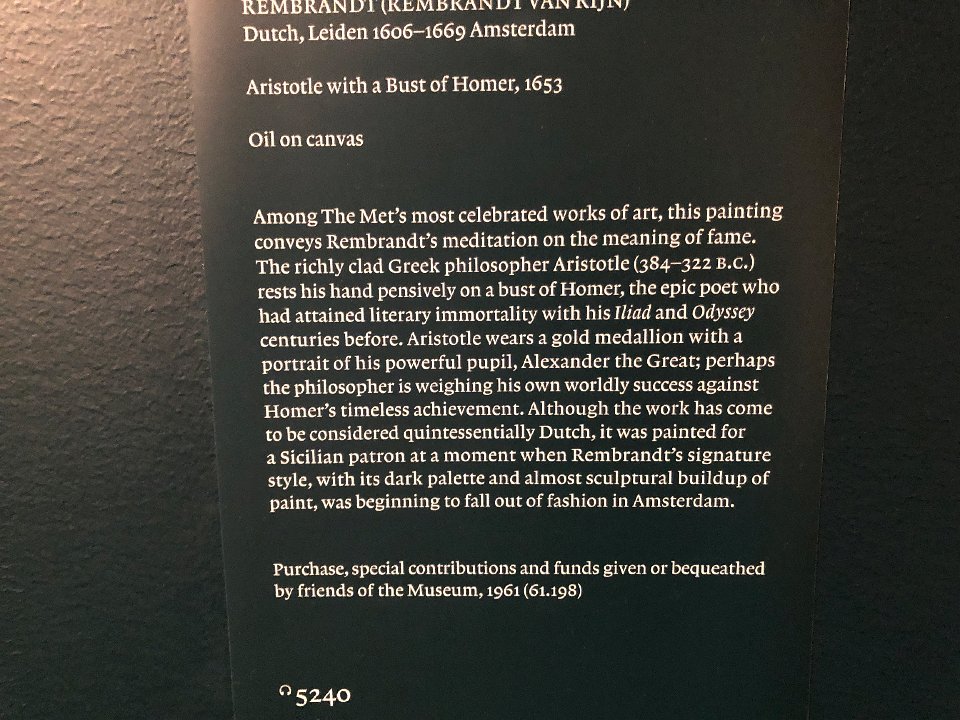 REMBRANDT (REMBRANDT VAN RIJN)
Dutch, Leiden 1606–1669 Amsterdam
Aristotle with a Bust of Homer, 1653
Oil on canvas
Among The Met’s most celebrated works of art, this painting
conveys Rembrandt’s meditation on the meaning of fame.
The richly clad Greek philosopher Aristotle (384–322 B.C.)
rests his hand pensively on a bust of Homer, the epic poet who
had attained literary immortality with his Iliad and Odyssey
centuries before. Aristotle wears a gold medallion with a
portrait of his powerful pupil, Alexander the Great; perhaps
the philosopher is weighing his own worldly success against
Homer’s timeless achievement. Although the work has come
to be considered quintessentially Dutch, it was painted for
a Sicilian patron at a moment when Rembrandt’s signature
style, with its dark palette and almost sculptural buildup of
paint, was beginning to fall out of fashion in Amsterdam.
Purchase, special contributions and funds given or bequeathed
by friends of the Museum, 1961 (61.198)
5240